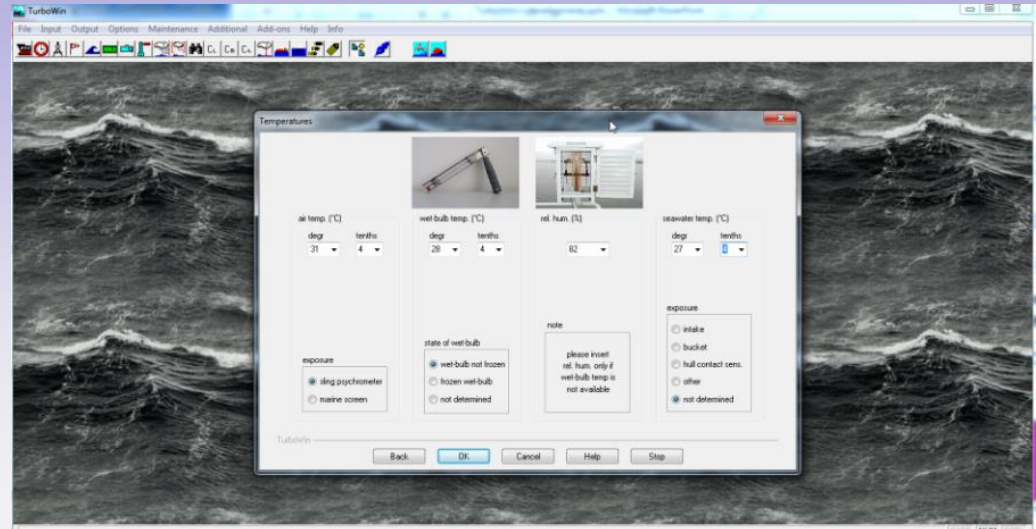 TurboWin
File Input Output Options Maintenance Additional Add-ons Help Info
Temperatures
air temp. (°C)
degr tenths
31 4
exposure
sling psychrometer
marine screen
wet-bulb temp. (°C)
degr tenths
28 4
state of wet-bulb
wet-bulb not frozen
frozen wet-bulb
not determined
rel. hum. (%)
82
note
please insert
rel. hum. only if
wet-bulb temp is
not available
seawater temp. (°C)
degr tenths
27 4
exposure
intake
bucket
hull contact sens.
other
not determined
TurboWin
Back OK Cancel Help Stop